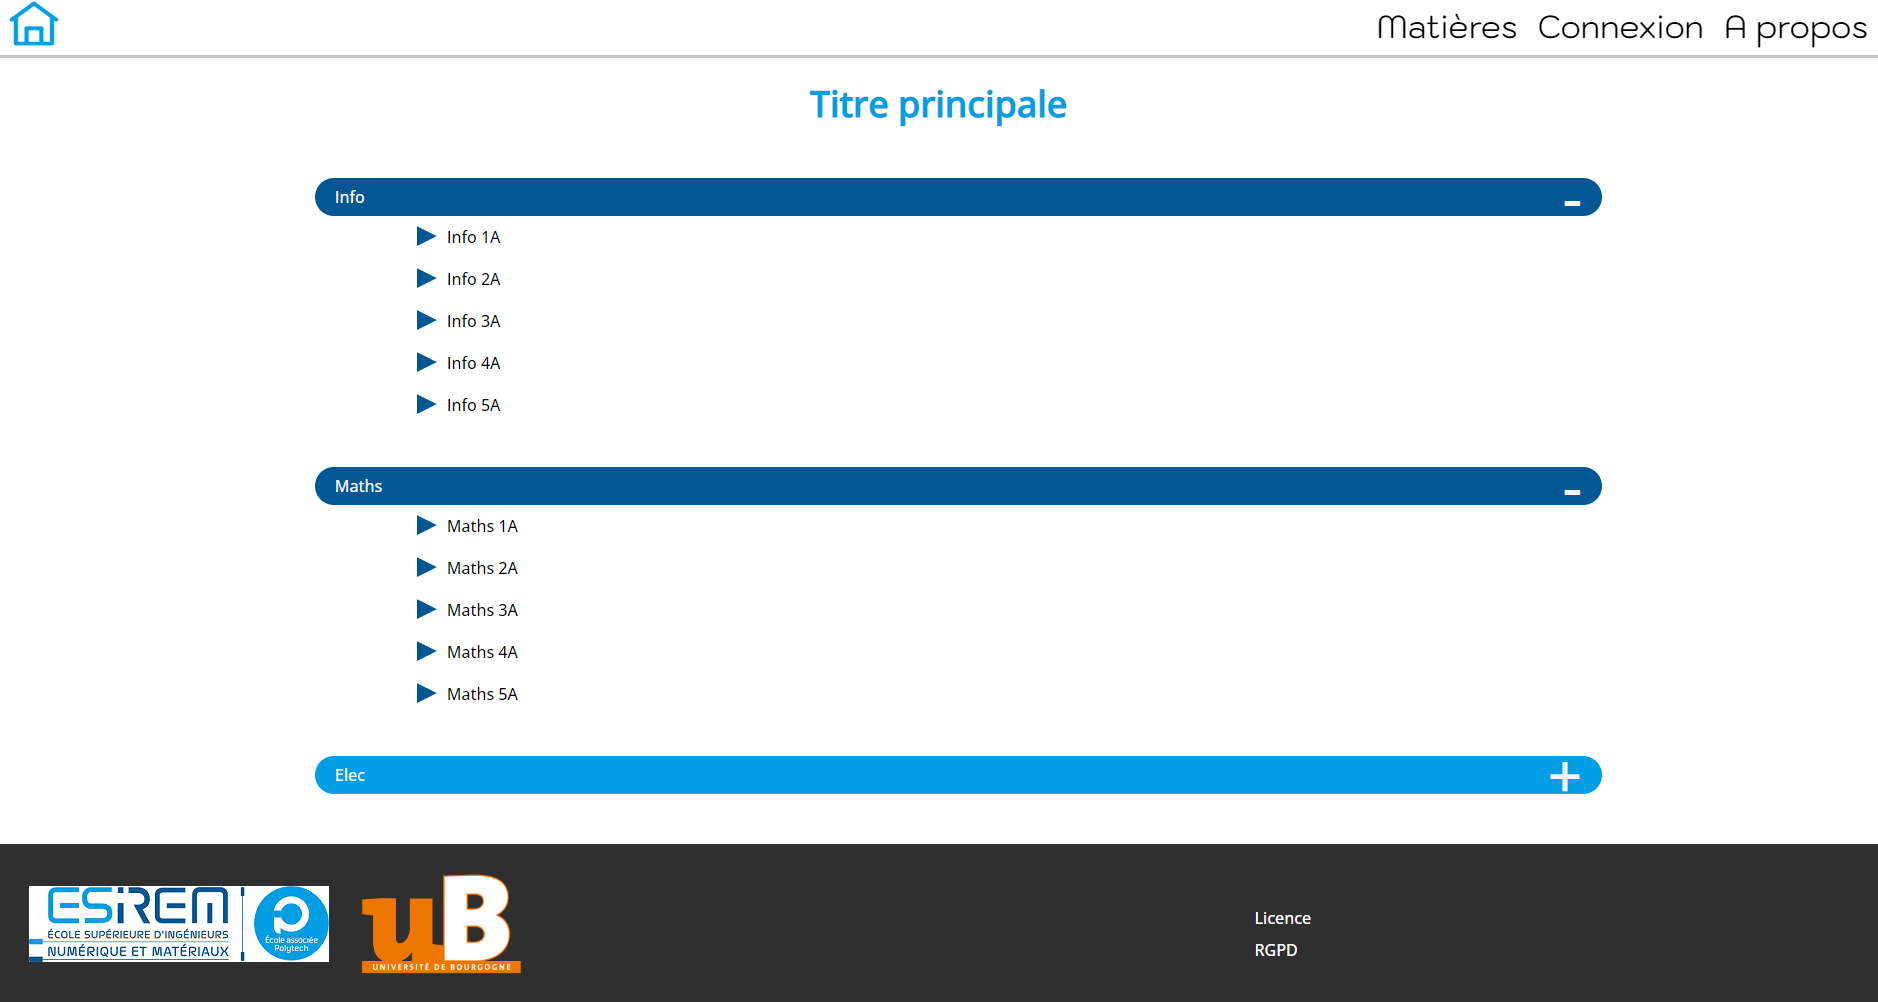 Matières Connexion A propos
Titre principale
Info -
Info 1A
Info 2A
Info 3A
Info 4A
Info 5A
Maths -
Maths 1A
Maths 2A
Maths 3A
Maths 4A
Maths 5A
Elec +
ESIREM
ÉCOLE SUPÉRIEURE D'INGÉNIEURS
NUMÉRIQUE ET MATÉRIAUX
École associée
Polytech
uB
UNIVERSITÉ DE BOURGOGNE
Licence
RGPD